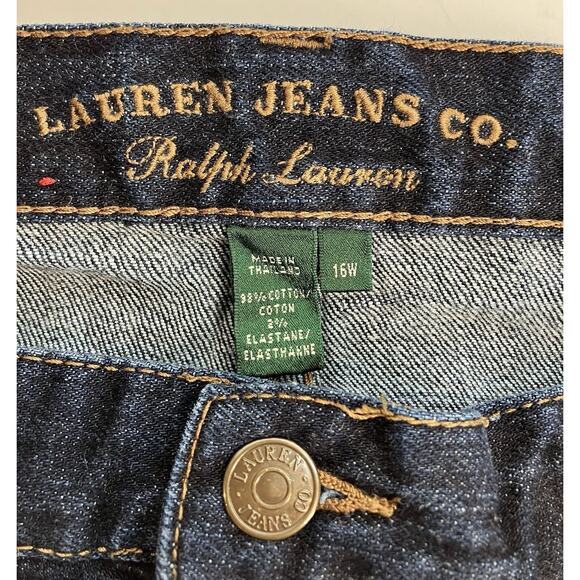 LAUREN JEANS CO.
Ralph Lauren
MADE IN
THAILAND
98% COTTON/
COTON
2%
ELASTANE/
ELASTHANNE
16W
· LAUREN ·
JEANS CO